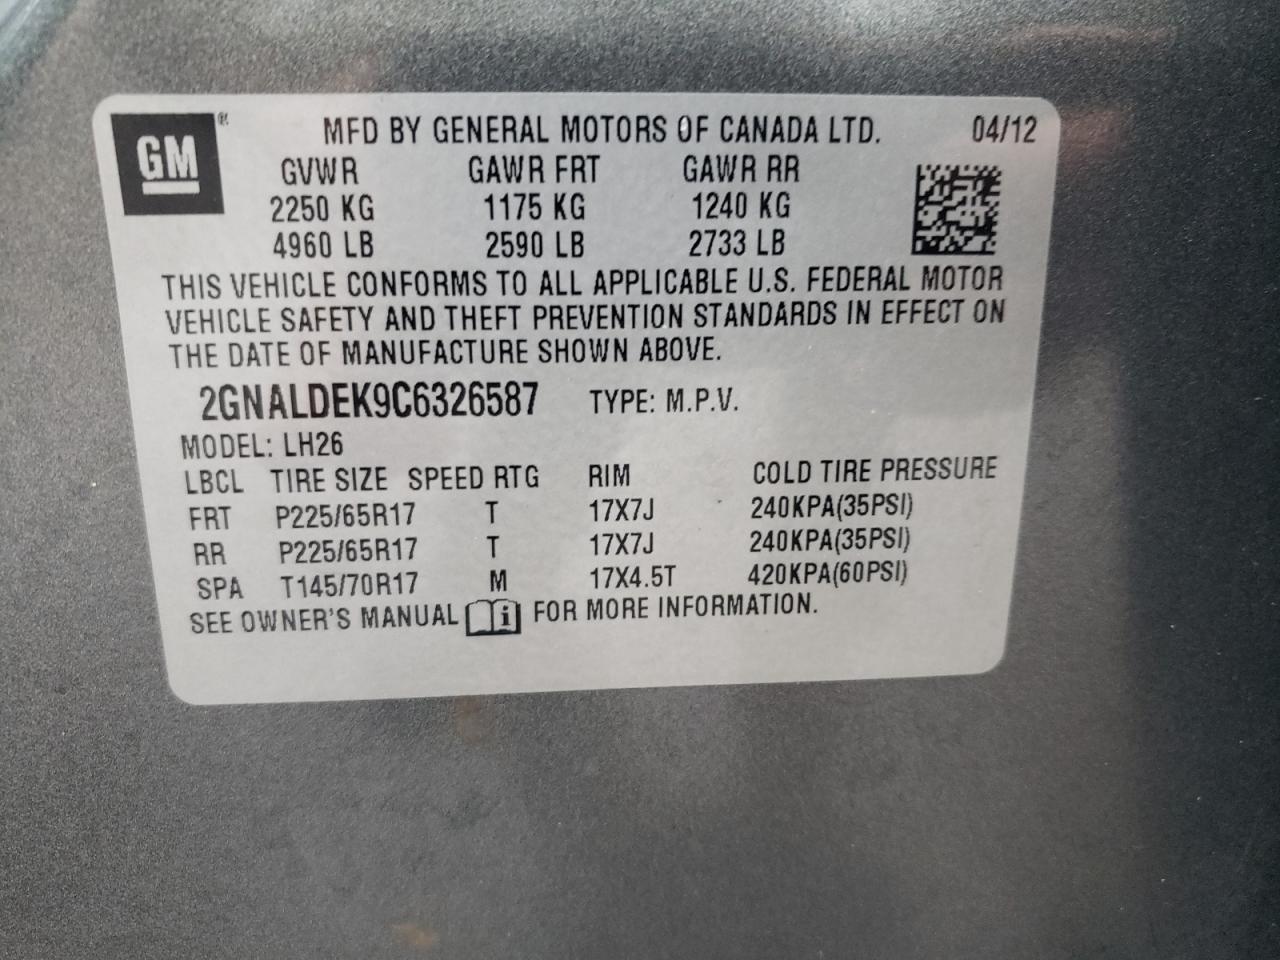 GM®
MFD BY GENERAL MOTORS OF CANADA LTD. 04/12
GVWR GAWR FRT GAWR RR
2250 KG 1175 KG 1240 KG
4960 LB 2590 LB 2733 LB
THIS VEHICLE CONFORMS TO ALL APPLICABLE U.S. FEDERAL MOTOR
VEHICLE SAFETY AND THEFT PREVENTION STANDARDS IN EFFECT ON
THE DATE OF MANUFACTURE SHOWN ABOVE.
2GNALDEK9C6326587 TYPE: M.P.V.
MODEL: LH26
LBCL TIRE SIZE SPEED RTG RIM COLD TIRE PRESSURE
FRT P225/65R17 T 17X7J 240KPA(35PSI)
RR P225/65R17 T 17X7J 240KPA(35PSI)
SPA T145/70R17 M 17X4.5T 420KPA(60PSI)
SEE OWNER'S MANUAL i FOR MORE INFORMATION.